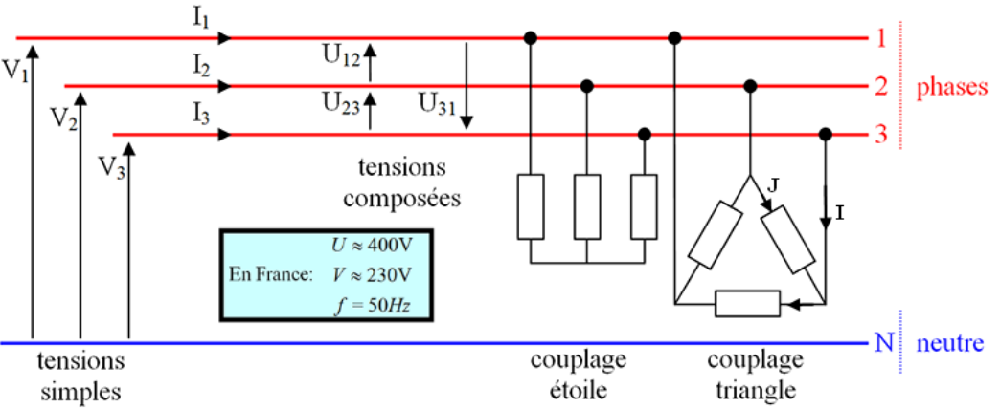 I1
1
V1
U12
I2
2
phases
V2
U23
U31
I3
3
V3
tensions
composées
J
I
U ≈ 400V
En France: V ≈ 230V
f = 50Hz
N
neutre
tensions
simples
couplage
étoile
couplage
triangle